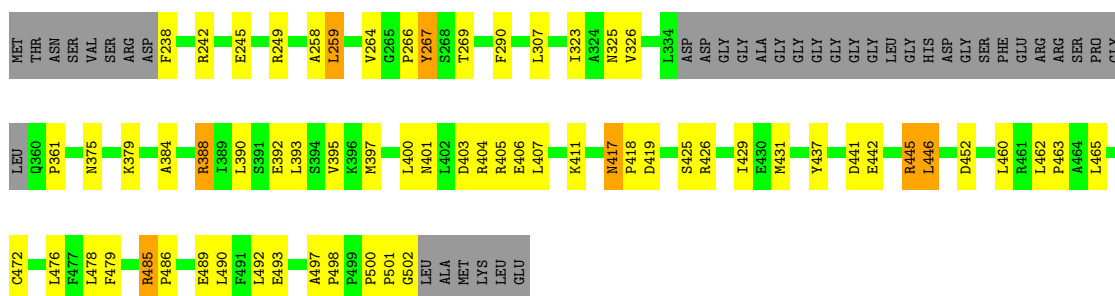 MET THR ASN SER VAL SER ARG ASP F238 R242 E245 R249 A258 L259 V264 G265 P266 Y267 S268 T269 F290 L307 I323 A324 N325 V326 L334 ASP ASP GLY GLY ALA GLY GLY GLY GLY GLY LEU GLY HIS ASP GLY SER PHE GLU ARG ARG SER PRO GLY
LEU Q360 P361 N375 K379 A384 R388 I389 L390 S391 E392 L393 S394 V395 K396 M397 L400 N401 L402 D403 R404 R405 E406 L407 K411 N417 P418 D419 S425 R426 I429 E430 M431 Y437 D441 E442 R445 L446 D452 L460 R461 L462 P463 A464 L465
C472 L476 F477 L478 F479 R485 P486 E489 L490 F491 L492 E493 A497 P498 P499 P500 P501 G502 LEU ALA MET LYS LEU GLU